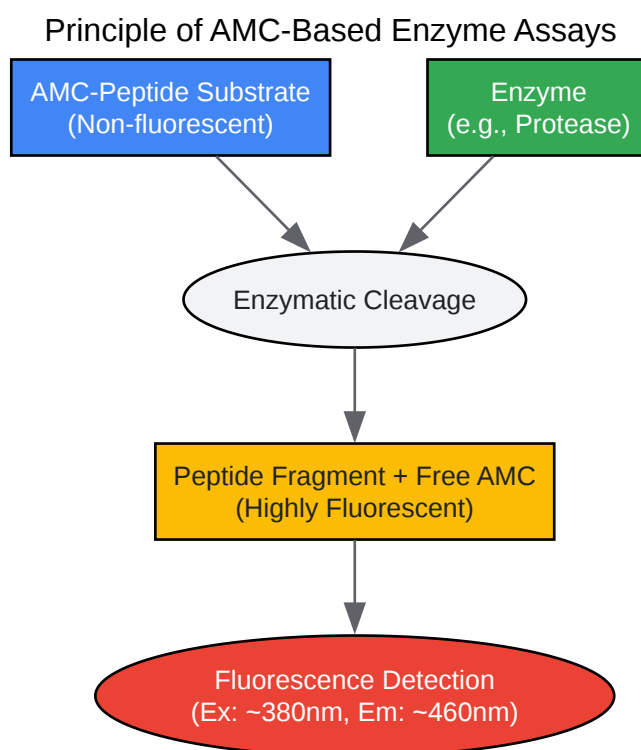 Principle of AMC-Based Enzyme Assays
AMC-Peptide Substrate
(Non-fluorescent)
Enzyme
(e.g., Protease)
Enzymatic Cleavage
Peptide Fragment + Free AMC
(Highly Fluorescent)
Fluorescence Detection
(Ex: ~380nm, Em: ~460nm)